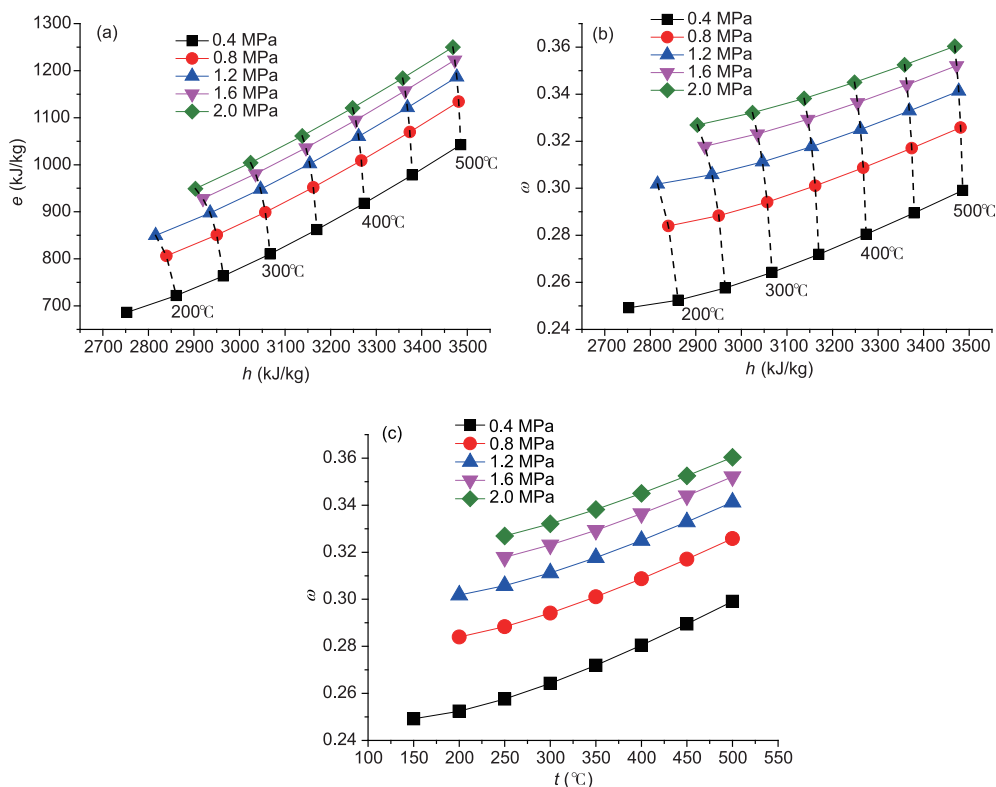 (a)
0.4 MPa
0.8 MPa
1.2 MPa
1.6 MPa
2.0 MPa
1300
1200
1100
1000
900
800
700
e (kJ/kg)
500℃
400℃
300℃
200℃
2700 2800 2900 3000 3100 3200 3300 3400 3500
h (kJ/kg)
(b)
0.4 MPa
0.8 MPa
1.2 MPa
1.6 MPa
2.0 MPa
0.36
0.34
0.32
0.30
0.28
0.26
0.24
ω
500℃
400℃
300℃
200℃
2700 2800 2900 3000 3100 3200 3300 3400 3500
h (kJ/kg)
(c)
0.4 MPa
0.8 MPa
1.2 MPa
1.6 MPa
2.0 MPa
0.36
0.34
0.32
0.30
0.28
0.26
0.24
ω
100 150 200 250 300 350 400 450 500 550
t (℃)